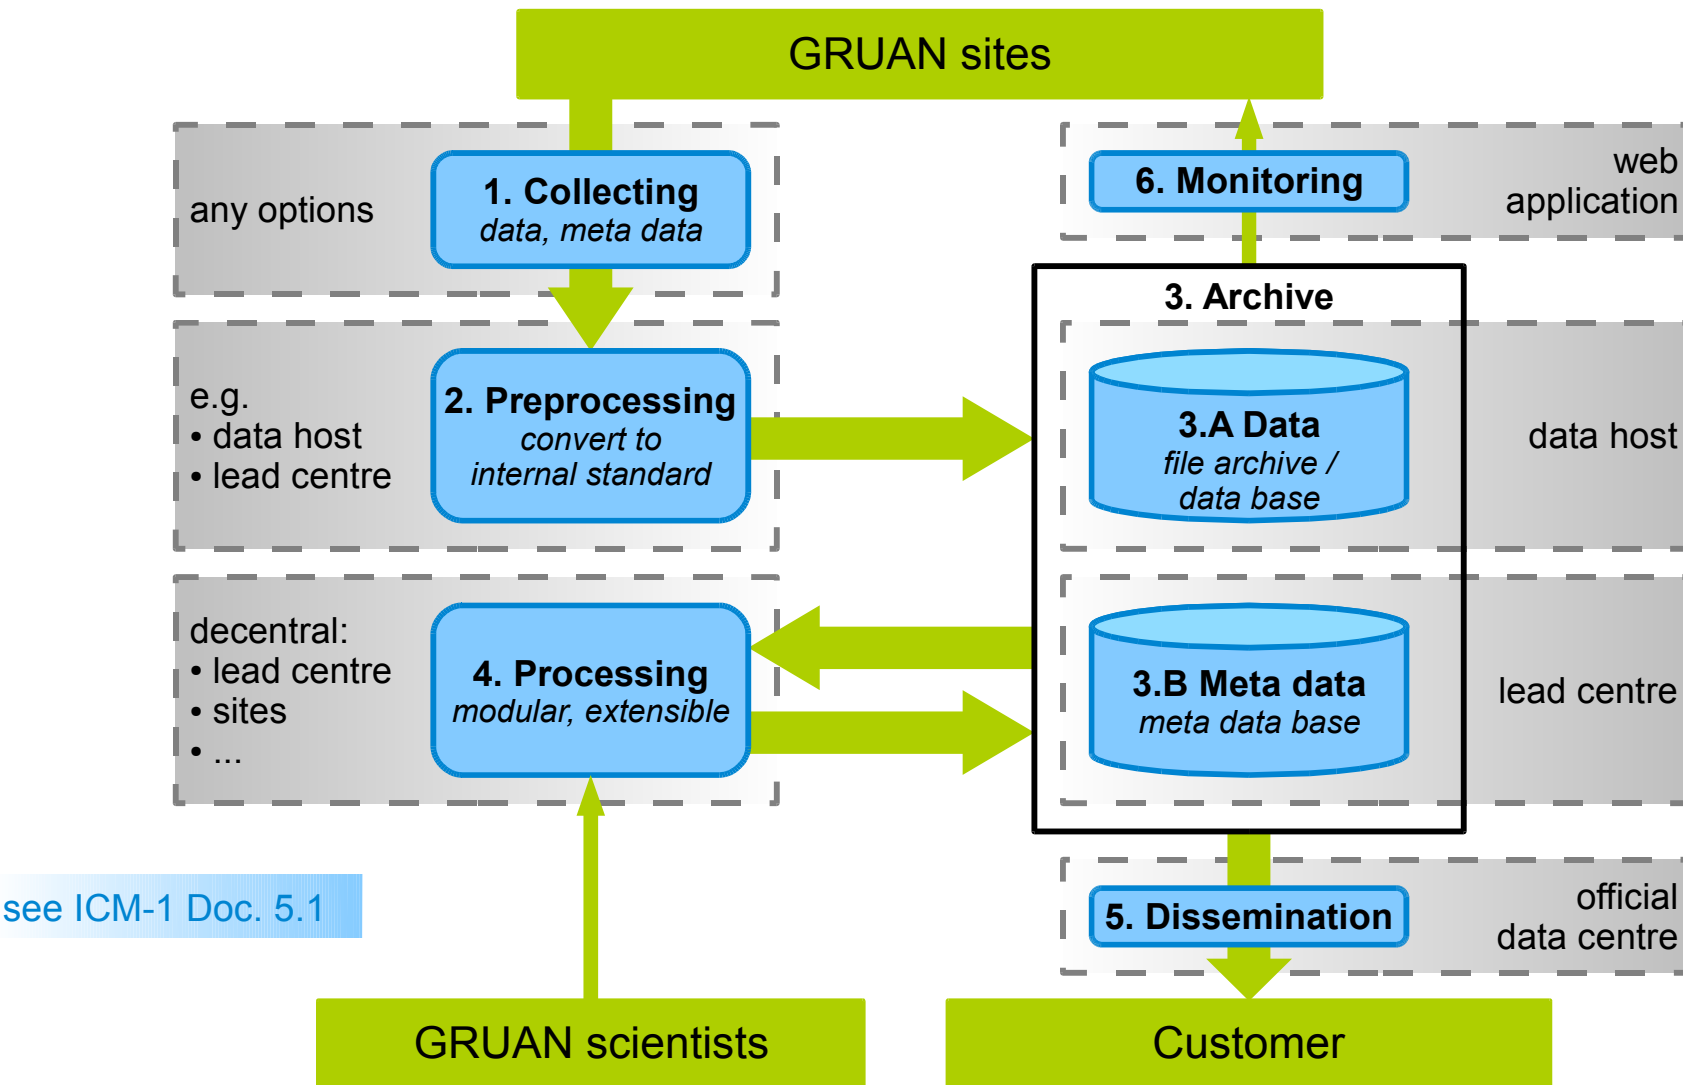 GRUAN sites
any options
1. Collecting
data, meta data
6. Monitoring
web
application
3. Archive
e.g.
• data host
• lead centre
2. Preprocessing
convert to
internal standard
3.A Data
file archive /
data base
data host
decentral:
• lead centre
• sites
• ...
4. Processing
modular, extensible
3.B Meta data
meta data base
lead centre
see ICM-1 Doc. 5.1
5. Dissemination
official
data centre
GRUAN scientists
Customer